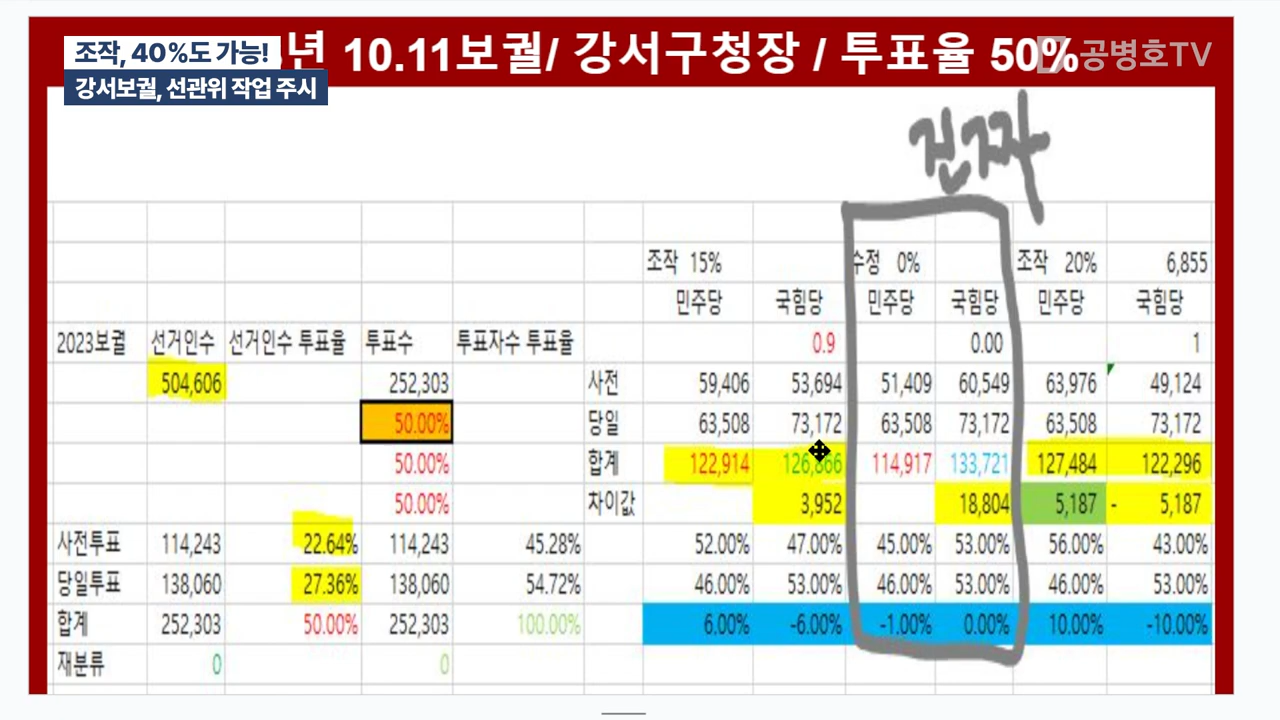 조작, 40%도 가능!
년 10.11보궐/ 강서구청장 / 투표율 50%
공병호TV
강서보궐, 선관위 작업 주시
진짜
조작 15% 수정 0% 조작 20% 6,855
민주당 국힘당 민주당 국힘당 민주당 국힘당
2023보궐 선거인수 선거인수 투표율 투표수 투표자수 투표율 0.9 0.00 1
504,606 252,303 사전 59,406 53,694 51,409 60,549 63,976 49,124
50.00% 당일 63,508 73,172 63,508 73,172 63,508 73,172
50.00% 합계 122,914 126,866 114,917 133,721 127,484 122,296
50.00% 차이값 3,952 18,804 5,187 - 5,187
사전투표 114,243 22.64% 114,243 45.28% 52.00% 47.00% 45.00% 53.00% 56.00% 43.00%
당일투표 138,060 27.36% 138,060 54.72% 46.00% 53.00% 46.00% 53.00% 46.00% 53.00%
합계 252,303 50.00% 252,303 100.00% 6.00% -6.00% -1.00% 0.00% 10.00% -10.00%
재분류 0 0